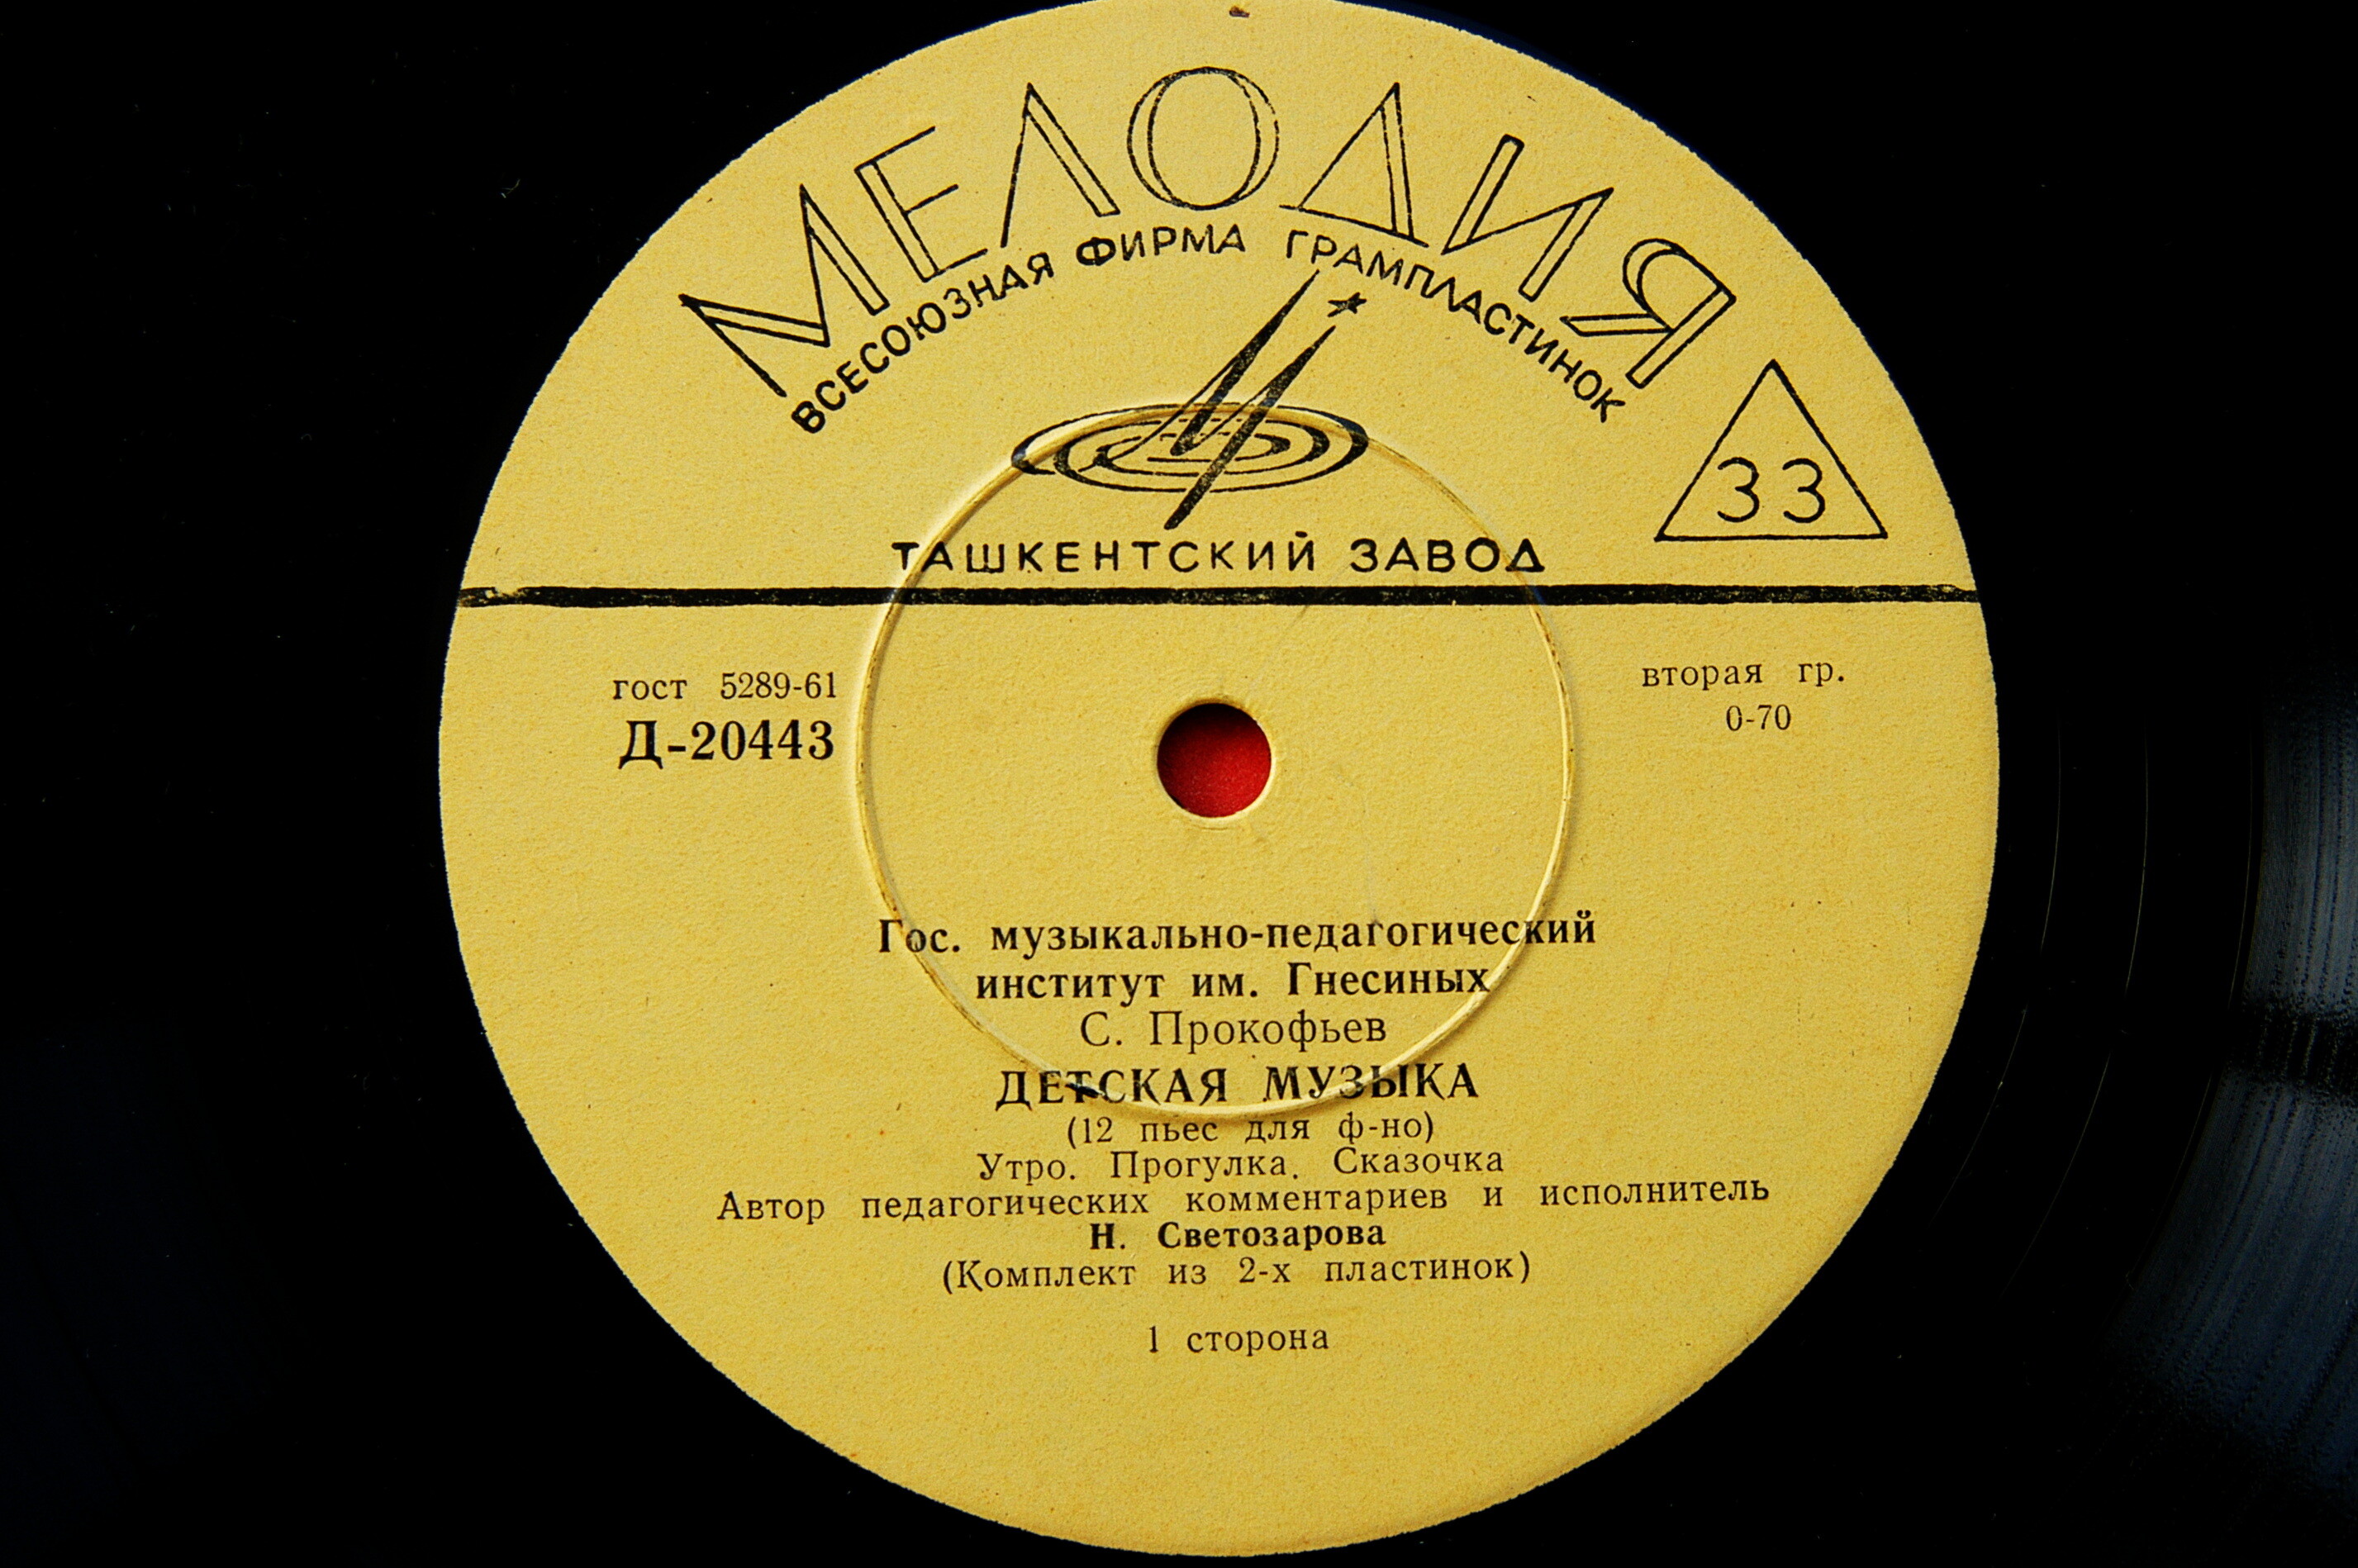 МЕЛОДИЯ
ВСЕСОЮЗНАЯ ФИРМА ГРАМПЛАСТИНОК
33
ТАШКЕНТСКИЙ ЗАВОД
гост 5289-61
Д-20443
вторая гр.
0-70
Гос. музыкально-педагогический
институт им. Гнесиных
С. Прокофьев
ДЕТСКАЯ МУЗЫКА
(12 пьес для ф-но)
Утро. Прогулка. Сказочка
Автор педагогических комментариев и исполнитель
Н. Светозарова
(Комплект из 2-х пластинок)
1 сторона